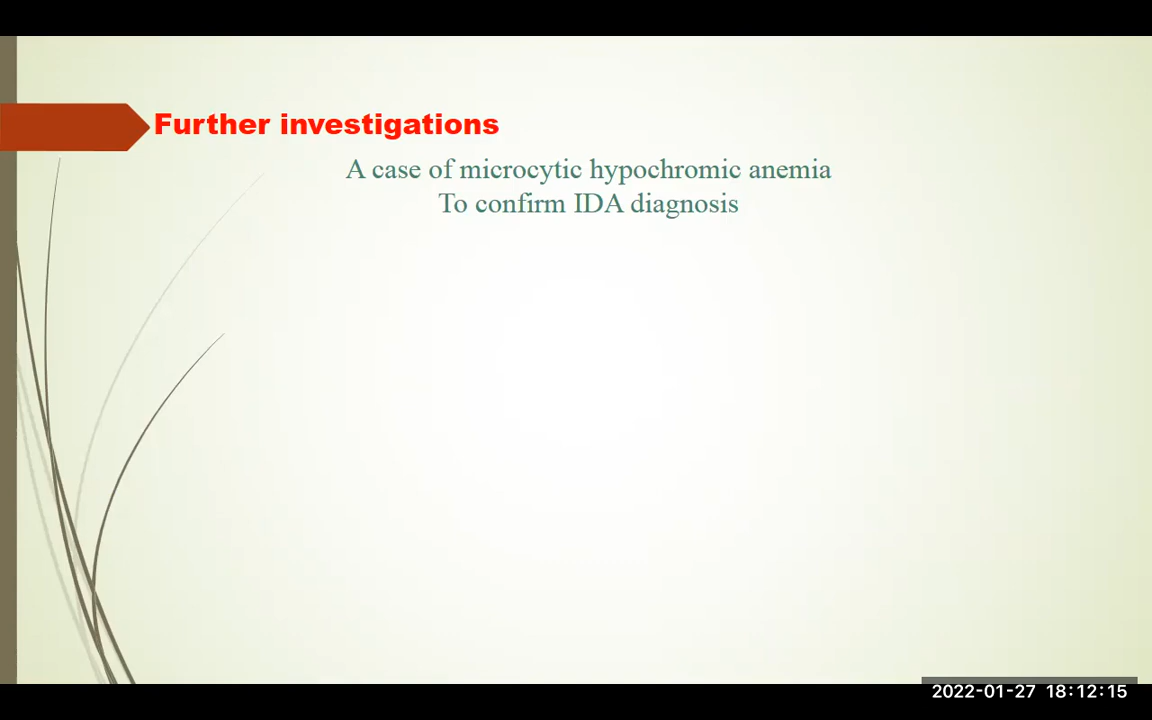 Further investigations
A case of microcytic hypochromic anemia
To confirm IDA diagnosis
2022-01-27 18:12:15